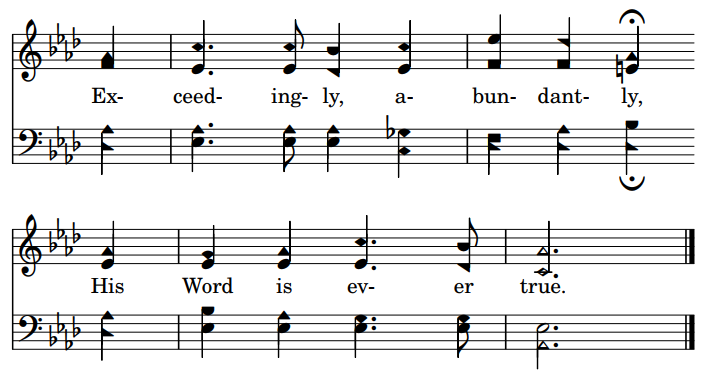 Ex- ceed- ing- ly, a- bun- dant- ly,
His Word is ev- er true.